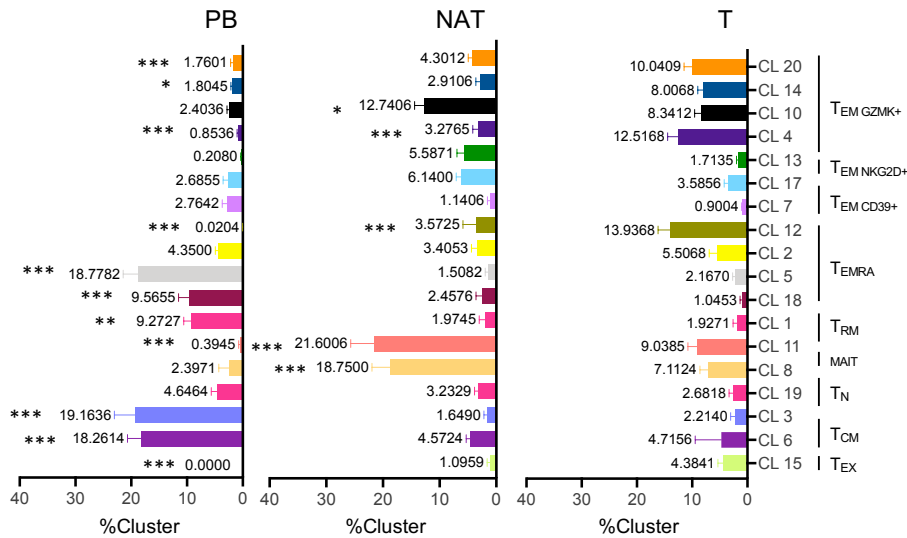 PB NAT T
*** 1.7601 4.3012 10.0409 CL 20
* 1.8045 2.9106 8.0068 CL 14
2.4036 * 12.7406 8.3412 CL 10
T EM GZMK+
*** 0.8536 *** 3.2765 12.5168 CL 4
0.2080 5.5871 1.7135 CL 13
T EM NKG2D+
2.6855 6.1400 3.5856 CL 17
2.7642 1.1406 0.9004 CL 7
T EM CD39+
*** 0.0204 *** 3.5725 13.9368 CL 12
4.3500 3.4053 5.5068 CL 2
*** 18.7782 1.5082 2.1670 CL 5
T EMRA
*** 9.5655 2.4576 1.0453 CL 18
** 9.2727 1.9745 1.9271 CL 1
T RM
*** 0.3945 *** 21.6006 9.0385 CL 11
MAIT
2.3971 *** 18.7500 7.1124 CL 8
4.6464 3.2329 2.6818 CL 19
T N
*** 19.1636 1.6490 2.2140 CL 3
T CM
*** 18.2614 4.5724 4.7156 CL 6
*** 0.0000 1.0959 4.3841 CL 15
T EX
40 30 20 10 0 40 30 20 10 0 40 30 20 10 0
%Cluster %Cluster %Cluster